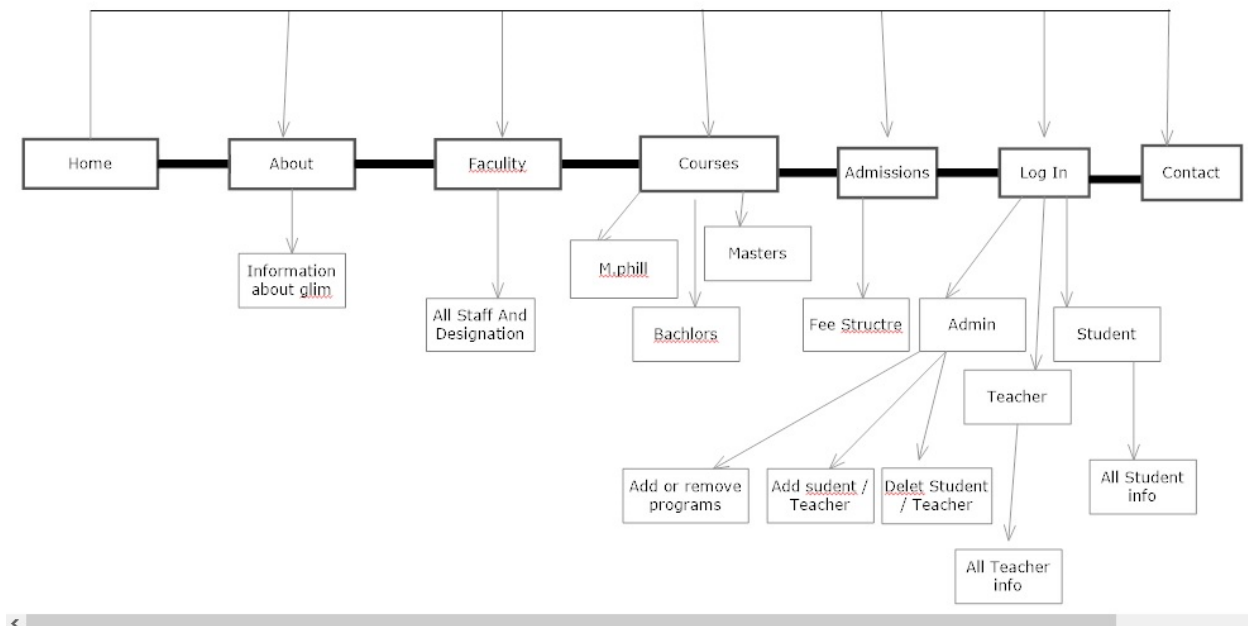 Home
About
Faculity
Courses
Admissions
Log In
Contact
Information
about glim
All Staff And
Designation
M.phill
Bachlors
Masters
Fee Structre
Admin
Teacher
Student
Add or remove
programs
Add sudent /
Teacher
Delet Student
/ Teacher
All Teacher
info
All Student
info